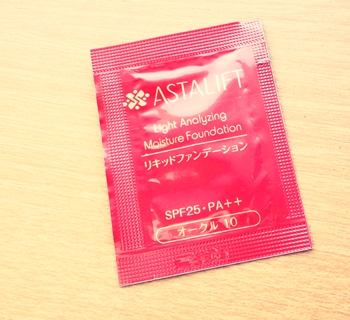 ASTALIFT
Light Analyzing
Moisture Foundation
リキッドファンデーション
SPF25・PA++
オークル 10